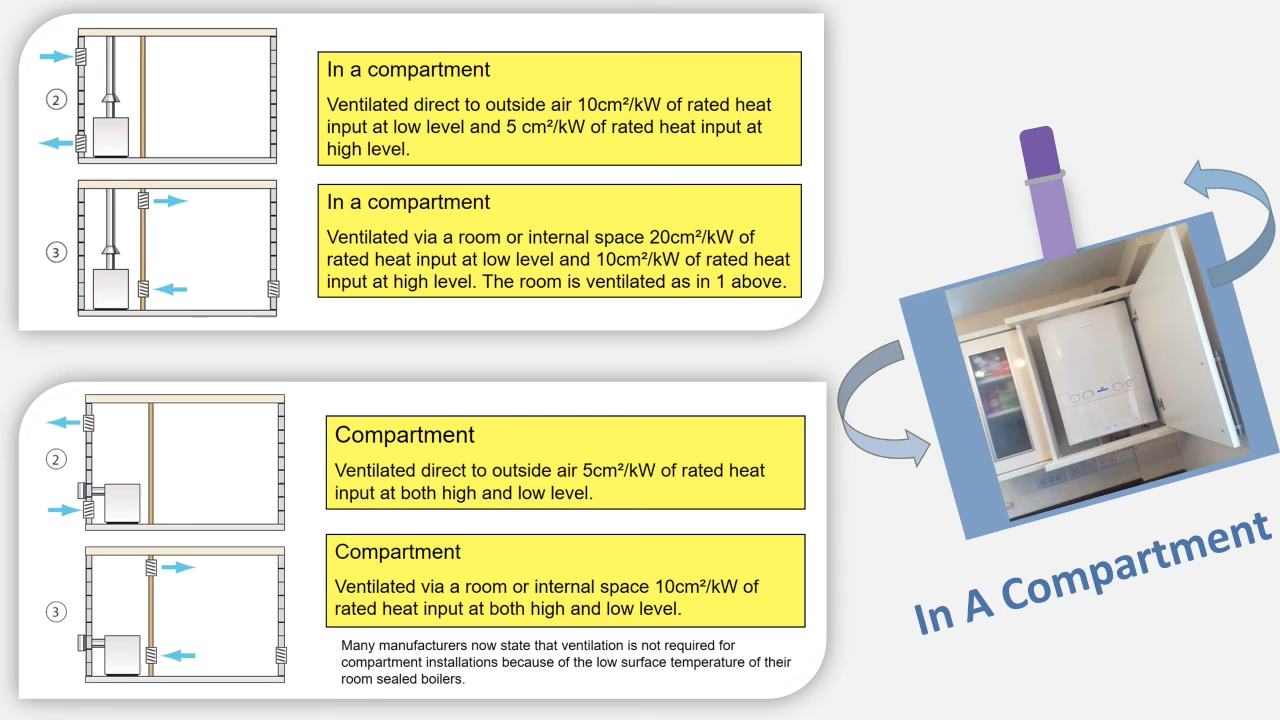 2
In a compartment
Ventilated direct to outside air 10cm²/kW of rated heat
input at low level and 5 cm²/kW of rated heat input at
high level.
3
In a compartment
Ventilated via a room or internal space 20cm²/kW of
rated heat input at low level and 10cm²/kW of rated heat
input at high level. The room is ventilated as in 1 above.
2
Compartment
Ventilated direct to outside air 5cm²/kW of rated heat
input at both high and low level.
3
Compartment
Ventilated via a room or internal space 10cm²/kW of
rated heat input at both high and low level.
Many manufacturers now state that ventilation is not required for
compartment installations because of the low surface temperature of their
room sealed boilers.
In A Compartment